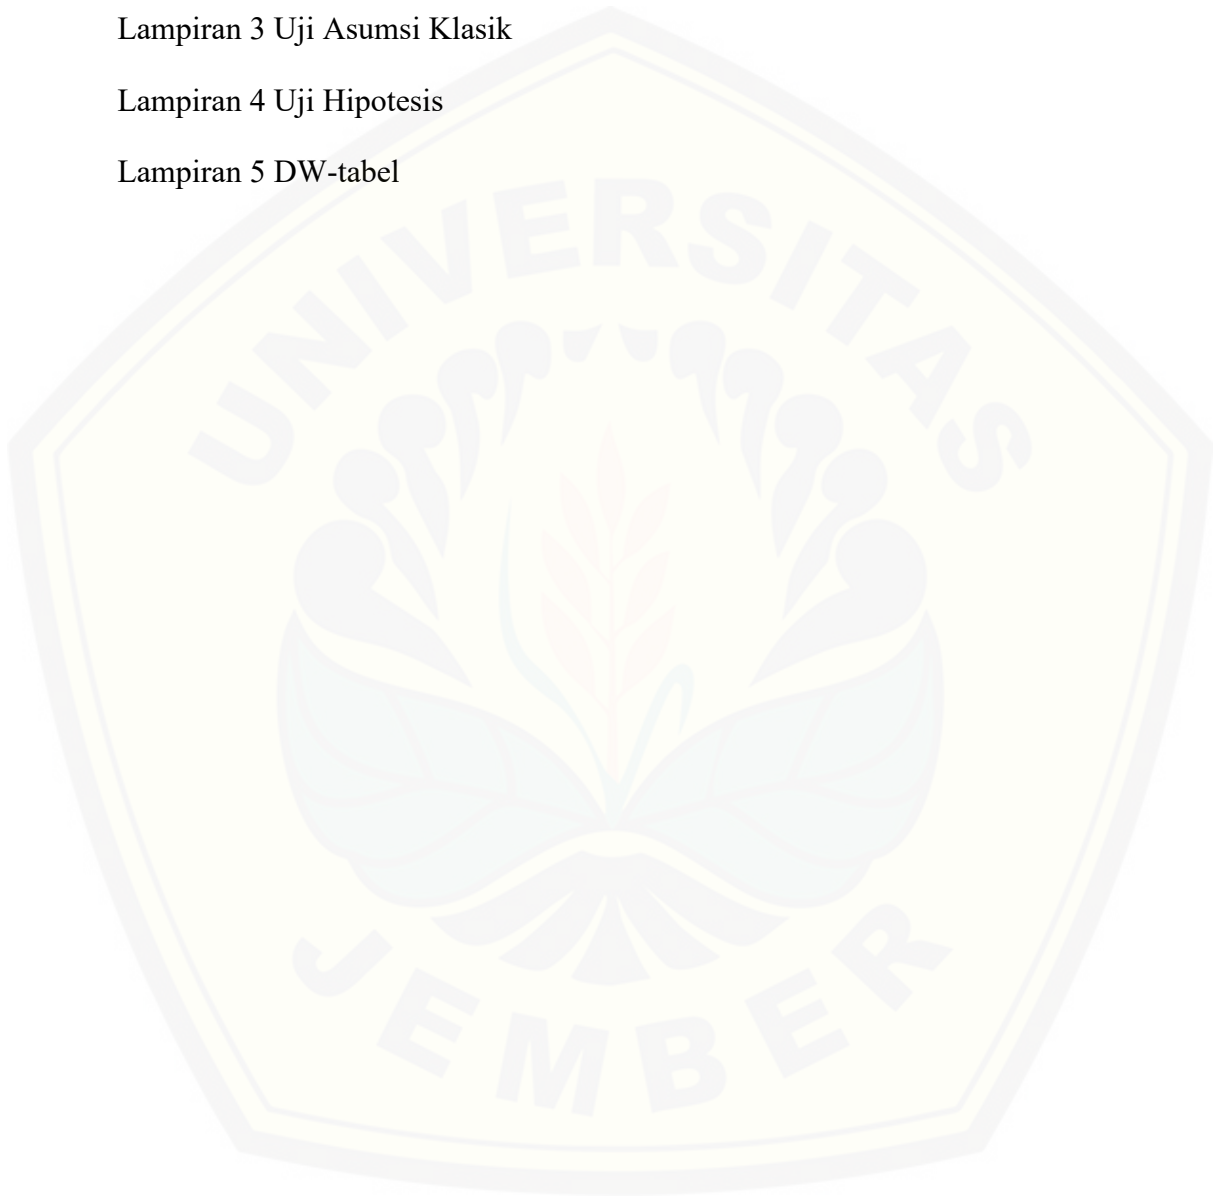 Lampiran 3 Uji Asumsi Klasik
Lampiran 4 Uji Hipotesis
Lampiran 5 DW-tabel
UNIVERSITAS
JEMBER